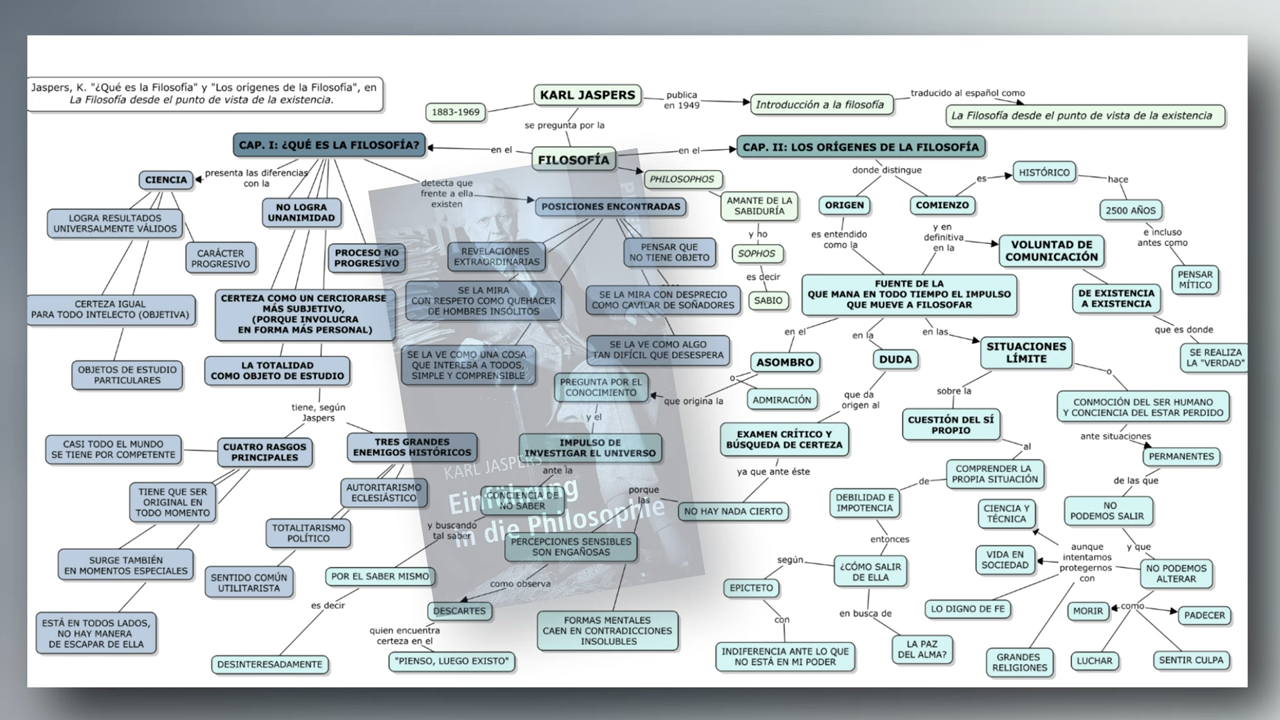 Jaspers, K. "¿Qué es la Filosofía" y "Los orígenes de la Filosofía", en
La Filosofía desde el punto de vista de la existencia.
1883-1969
KARL JASPERS
publica
en 1949
Introducción a la filosofía
traducido al español como
La Filosofía desde el punto de vista de la existencia
se pregunta por la
FILOSOFÍA
en el
CAP. I: ¿QUÉ ES LA FILOSOFÍA?
en el
CAP. II: LOS ORÍGENES DE LA FILOSOFÍA
PHILOSOPHOS
AMANTE DE LA
SABIDURÍA
y no
SOPHOS
es decir
SABIO
presenta las diferencias
con la
CIENCIA
LOGRA RESULTADOS
UNIVERSALMENTE VÁLIDOS
CARÁCTER
PROGRESIVO
CERTEZA IGUAL
PARA TODO INTELECTO (OBJETIVA)
OBJETOS DE ESTUDIO
PARTICULARES
NO LOGRA
UNANIMIDAD
PROCESO NO
PROGRESIVO
CERTEZA COMO UN CERCIORARSE
MÁS SUBJETIVO,
(PORQUE INVOLUCRA
EN FORMA MÁS PERSONAL)
LA TOTALIDAD
COMO OBJETO DE ESTUDIO
tiene, según
Jaspers
CUATRO RASGOS
PRINCIPALES
CASI TODO EL MUNDO
SE TIENE POR COMPETENTE
TIENE QUE SER
ORIGINAL EN
TODO MOMENTO
SURGE TAMBIÉN
EN MOMENTOS ESPECIALES
ESTÁ EN TODOS LADOS,
NO HAY MANERA
DE ESCAPAR DE ELLA
TRES GRANDES
ENEMIGOS HISTÓRICOS
AUTORITARISMO
ECLESIÁSTICO
TOTALITARISMO
POLÍTICO
SENTIDO COMÚN
UTILITARISTA
detecta que
frente a ella
existen
POSICIONES ENCONTRADAS
REVELACIONES
EXTRAORDINARIAS
PENSAR QUE
NO TIENE OBJETO
SE LA MIRA
CON RESPETO COMO QUEHACER
DE HOMBRES INSÓLITOS
SE LA MIRA CON DESPRECIO
COMO CAVILAR DE SOÑADORES
SE LA VE COMO UNA COSA
QUE INTERESA A TODOS,
SIMPLE Y COMPRENSIBLE
SE LA VE COMO ALGO
TAN DIFÍCIL QUE DESESPERA
donde distingue
ORIGEN
es entendido
como la
COMIENZO
es
HISTÓRICO
hace
2500 AÑOS
e incluso
antes como
PENSAR
MÍTICO
y en
definitiva
en la
VOLUNTAD DE
COMUNICACIÓN
DE EXISTENCIA
A EXISTENCIA
que es donde
SE REALIZA
LA "VERDAD"
FUENTE DE LA
QUE MANA EN TODO TIEMPO EL IMPULSO
QUE MUEVE A FILOSOFAR
en el
ASOMBRO
o
ADMIRACIÓN
que origina la
PREGUNTA POR EL
CONOCIMIENTO
y el
IMPULSO DE
INVESTIGAR EL UNIVERSO
ante la
CONCIENCIA DE
NO SABER
y buscando
tal saber
POR EL SABER MISMO
es decir
DESINTERESADAMENTE
en la
DUDA
que da
origen al
EXAMEN CRÍTICO Y
BÚSQUEDA DE CERTEZA
ya que ante éste
NO HAY NADA CIERTO
porque
las
PERCEPCIONES SENSIBLES
SON ENGAÑOSAS
como observa
DESCARTES
quien encuentra
certeza en el
"PIENSO, LUEGO EXISTO"
FORMAS MENTALES
CAEN EN CONTRADICCIONES
INSOLUBLES
en las
SITUACIONES
LÍMITE
sobre la
CUESTIÓN DEL SÍ
PROPIO
al
COMPRENDER LA
PROPIA SITUACIÓN
de
DEBILIDAD E
IMPOTENCIA
entonces
¿CÓMO SALIR
DE ELLA
según
EPICTETO
con
INDIFERENCIA ANTE LO QUE
NO ESTÁ EN MI PODER
en busca de
LA PAZ
DEL ALMA?
o
CONMOCIÓN DEL SER HUMANO
Y CONCIENCIA DEL ESTAR PERDIDO
ante situaciones
PERMANENTES
de las que
NO
PODEMOS SALIR
y que
NO PODEMOS
ALTERAR
aunque
intentamos
protegernos
con
CIENCIA Y
TÉCNICA
VIDA EN
SOCIEDAD
LO DIGNO DE FE
GRANDES
RELIGIONES
como
MORIR
PADECER
LUCHAR
SENTIR CULPA
KARL JASPERS
Einführung
in die Philosophie